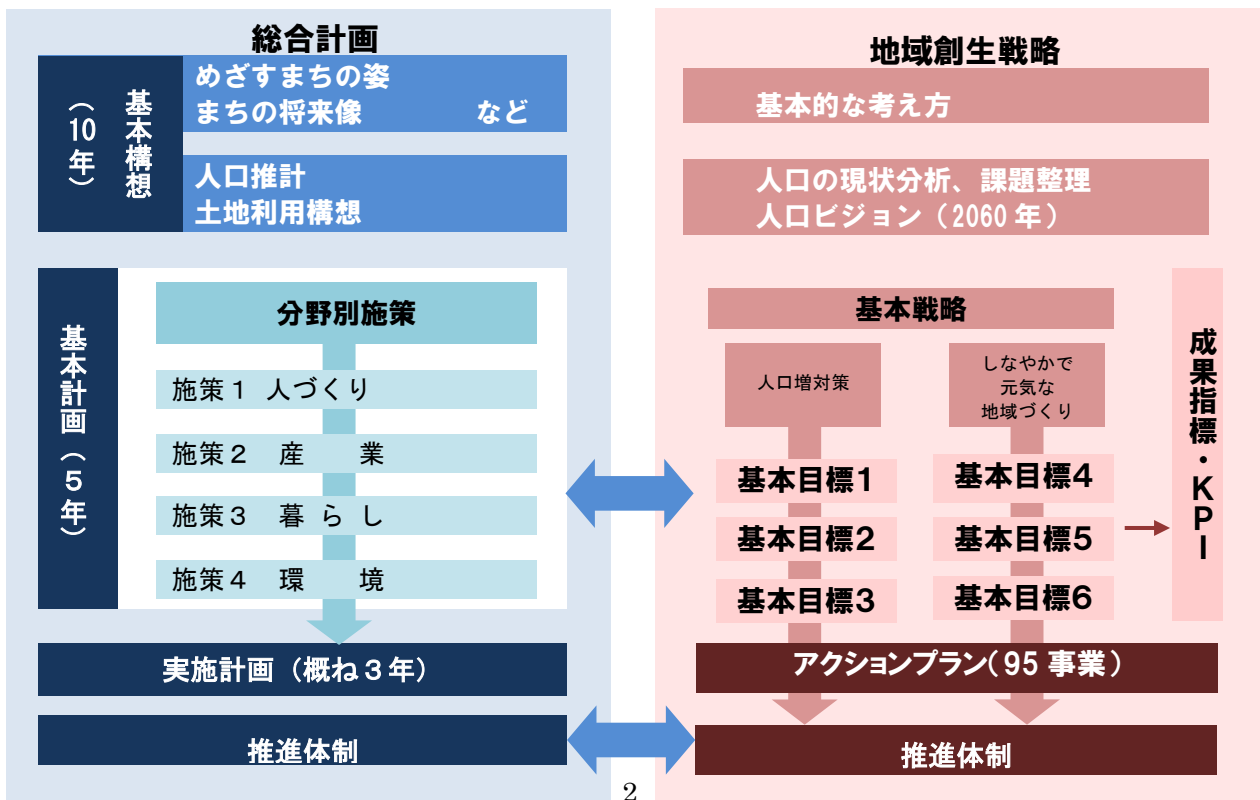 総合計画
基本構想
（10年）
めざすまちの姿
まちの将来像　　　　など
人口推計
土地利用構想
基本計画（５年）
分野別施策
施策１ 人づくり
施策２　産　　業
施策３　暮 ら し
施策４　環　　境
実施計画（概ね３年）
推進体制
地域創生戦略
基本的な考え方
人口の現状分析、課題整理
人口ビジョン（2060 年）
基本戦略
人口増対策
基本目標1
基本目標2
基本目標3
しなやかで
元気な
地域づくり
基本目標4
基本目標5
基本目標6
成果指標・ＫＰＩ
アクションプラン（95 事業）
推進体制
2